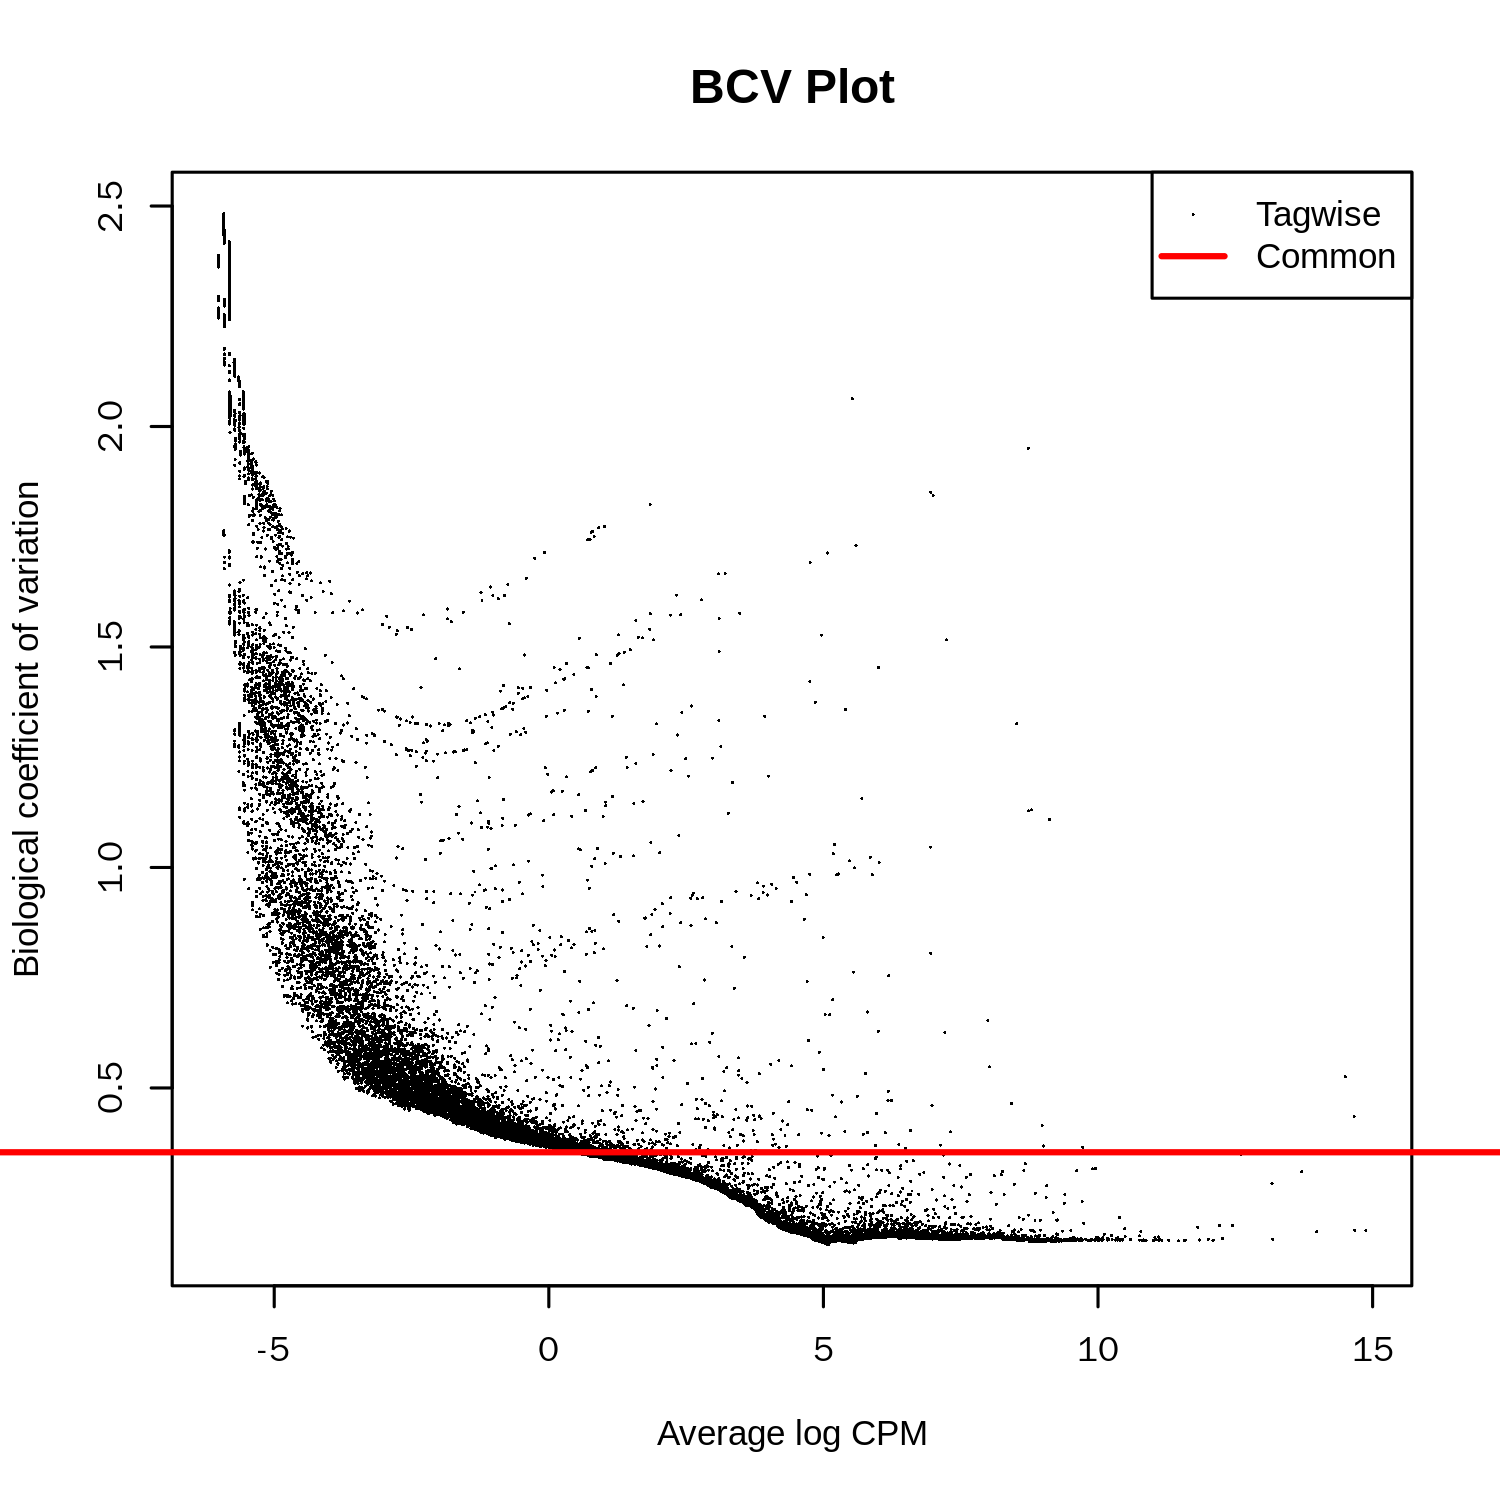 BCV Plot
Tagwise
Common
Biological coefficient of variation
2.5
2.0
1.5
1.0
0.5
-5 0 5 10 15
Average log CPM